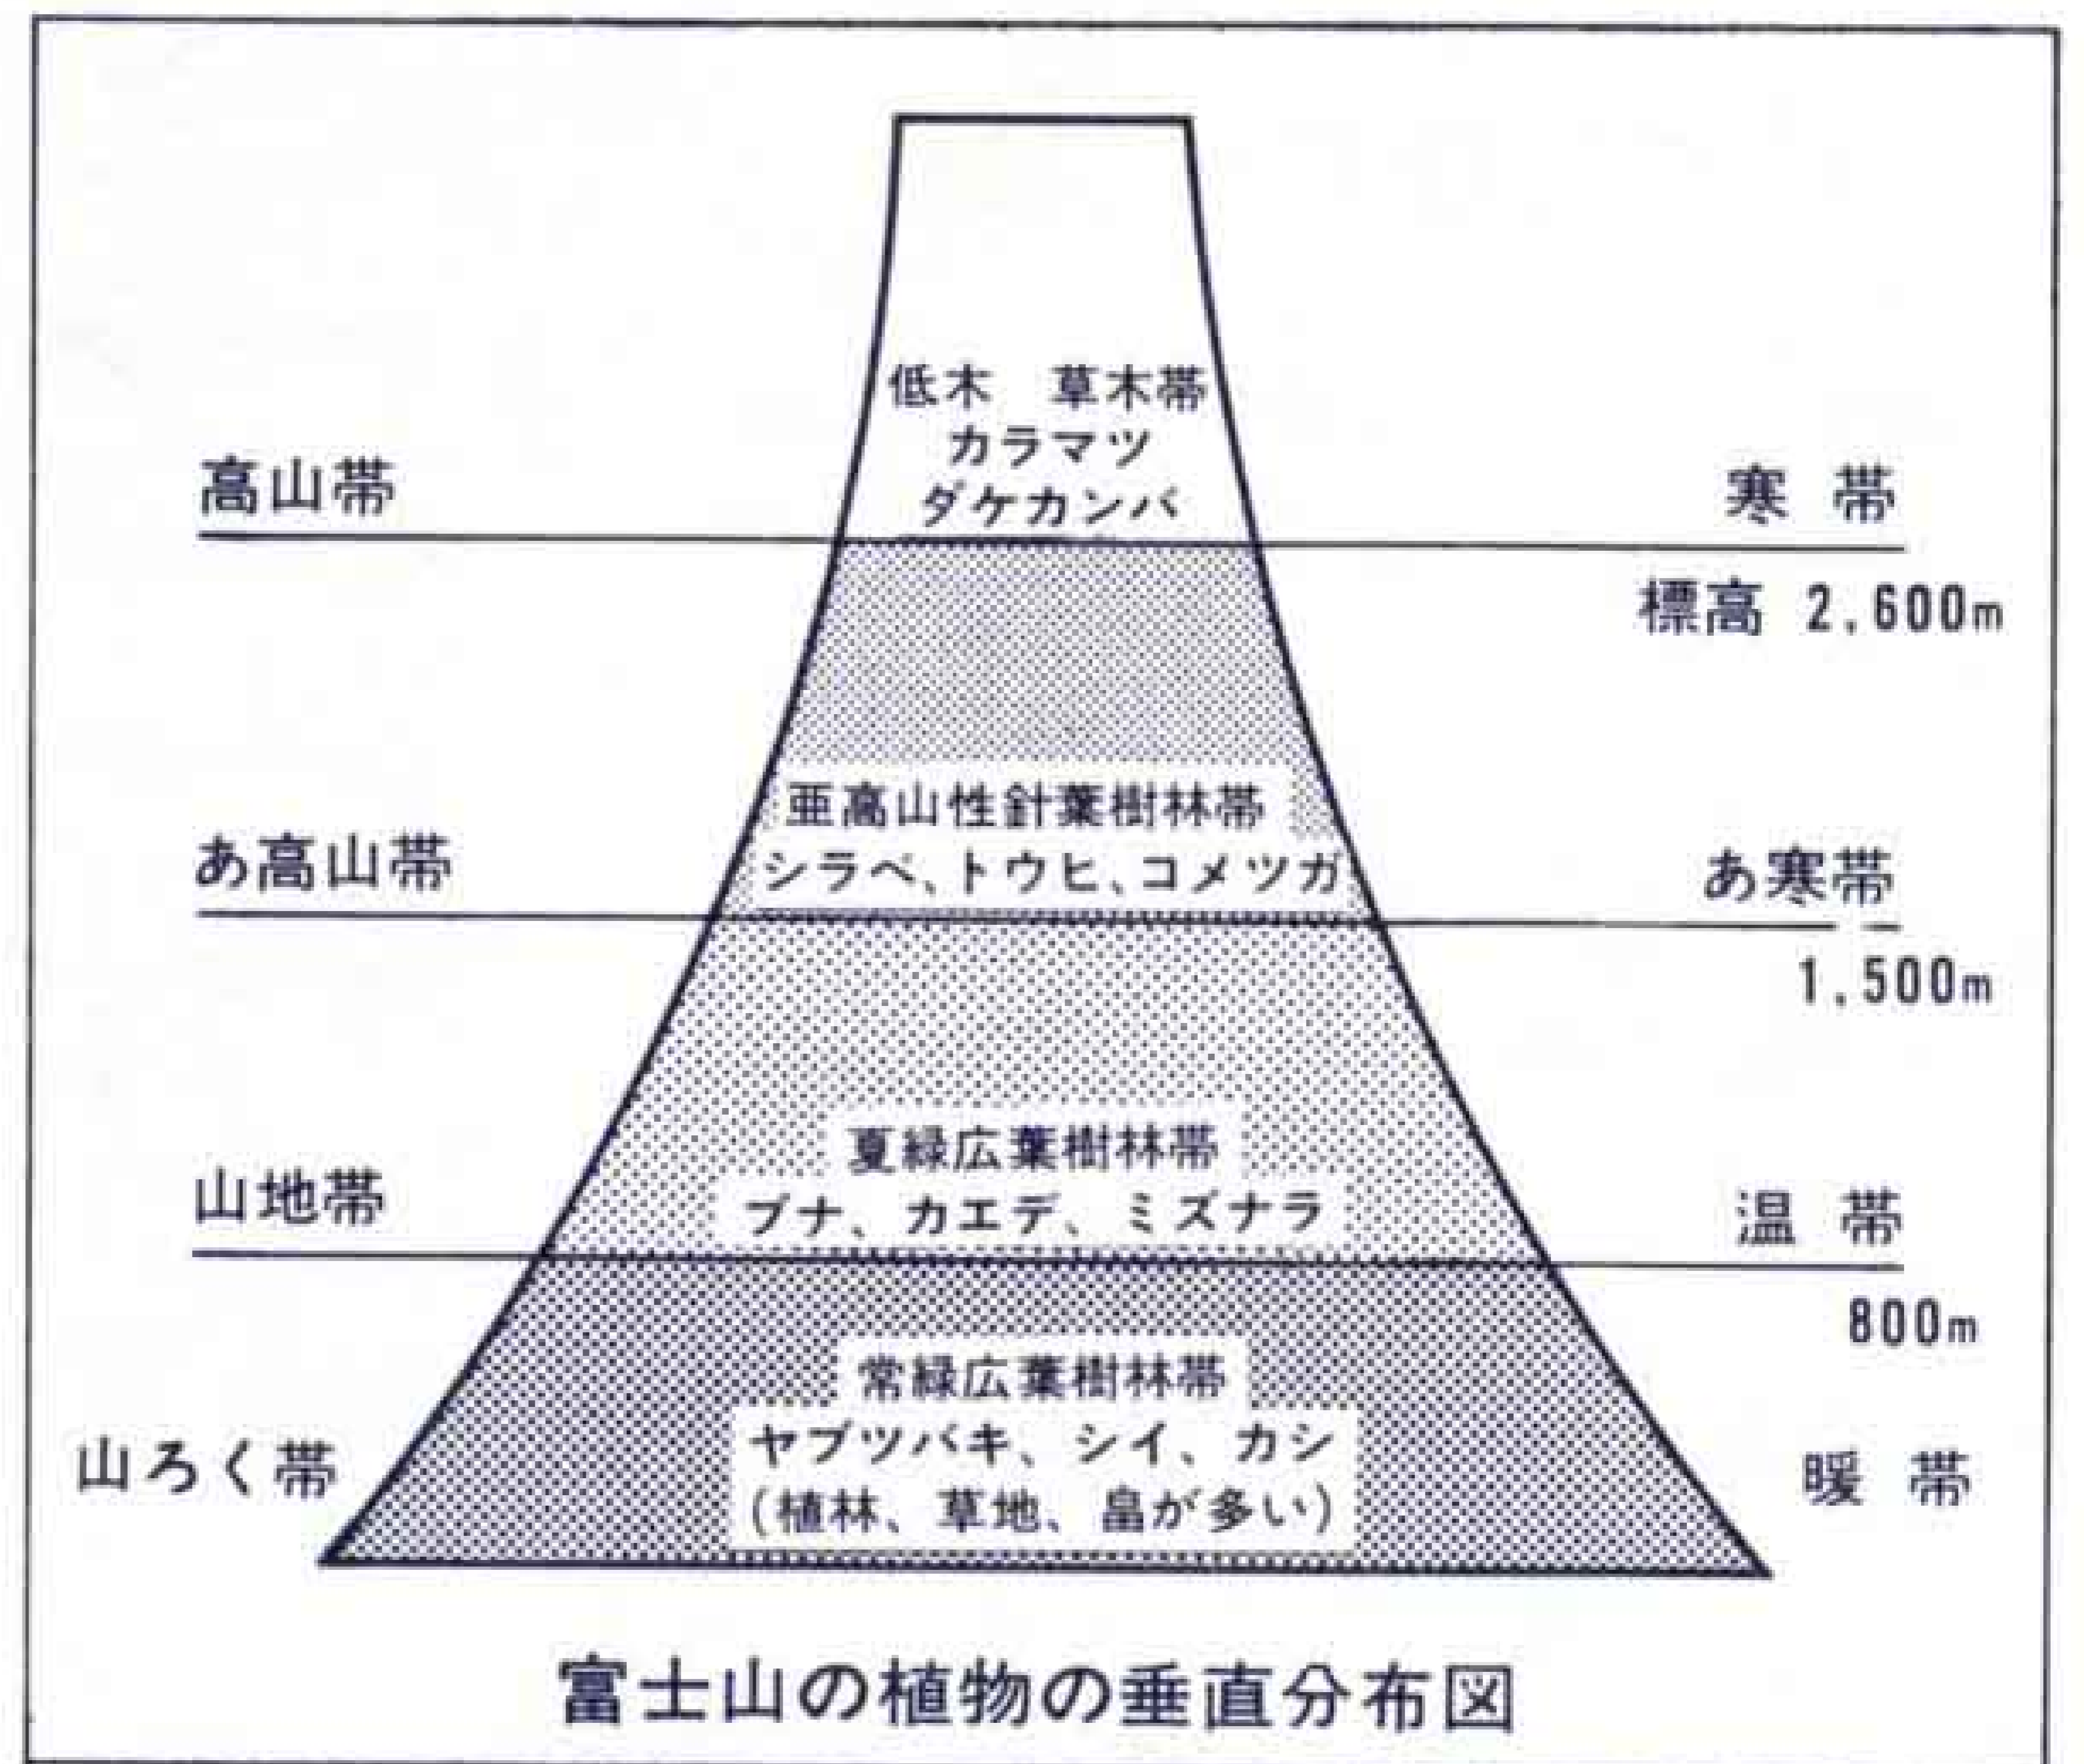 低木　草木帯
カラマツ
ダケカンバ
高山帯
寒 帯
標高 2,600m
亜高山性針葉樹林帯
シラベ、トウヒ、コメツガ
あ高山帯
あ寒帯
1,500m
夏緑広葉樹林帯
ブナ、カエデ、ミズナラ
山地帯
温 帯
800m
常緑広葉樹林帯
ヤブツバキ、シイ、カシ
(植林、草地、畠が多い)
山ろく帯
暖 帯
富士山の植物の垂直分布図